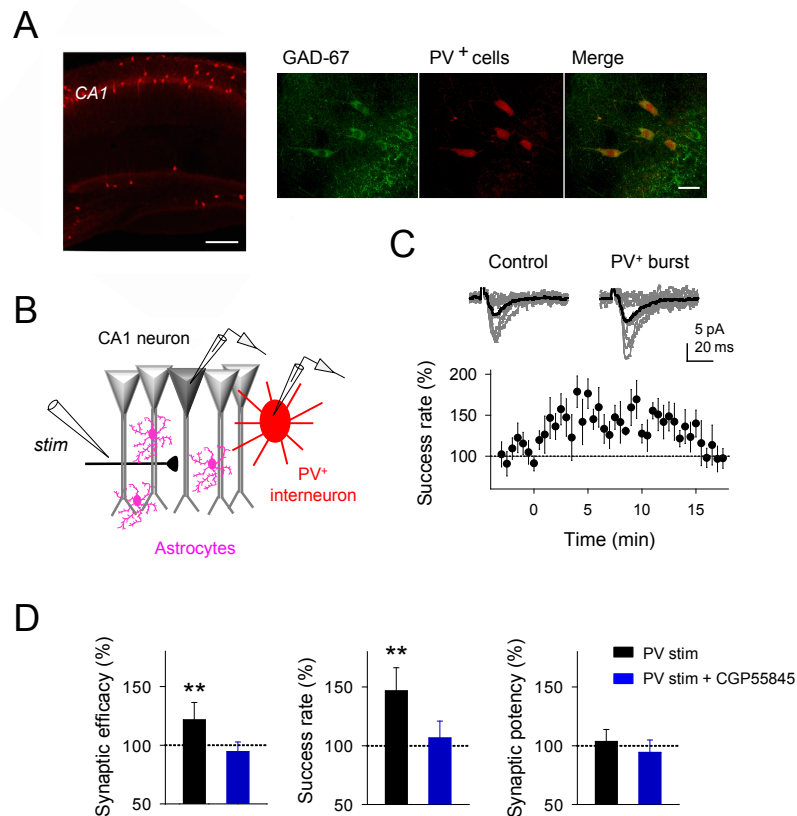 A
CA1
GAD-67
PV + cells
Merge
B
CA1 neuron
stim
PV+
interneuron
Astrocytes
C
Control
PV+ burst
5 pA
20 ms
Success rate (%)
200
150
100
0
5
10
15
Time (min)
D
Synaptic efficacy (%)
150
100
50
**
Success rate (%)
150
100
50
**
Synaptic potency (%)
150
100
50
PV stim
PV stim + CGP55845